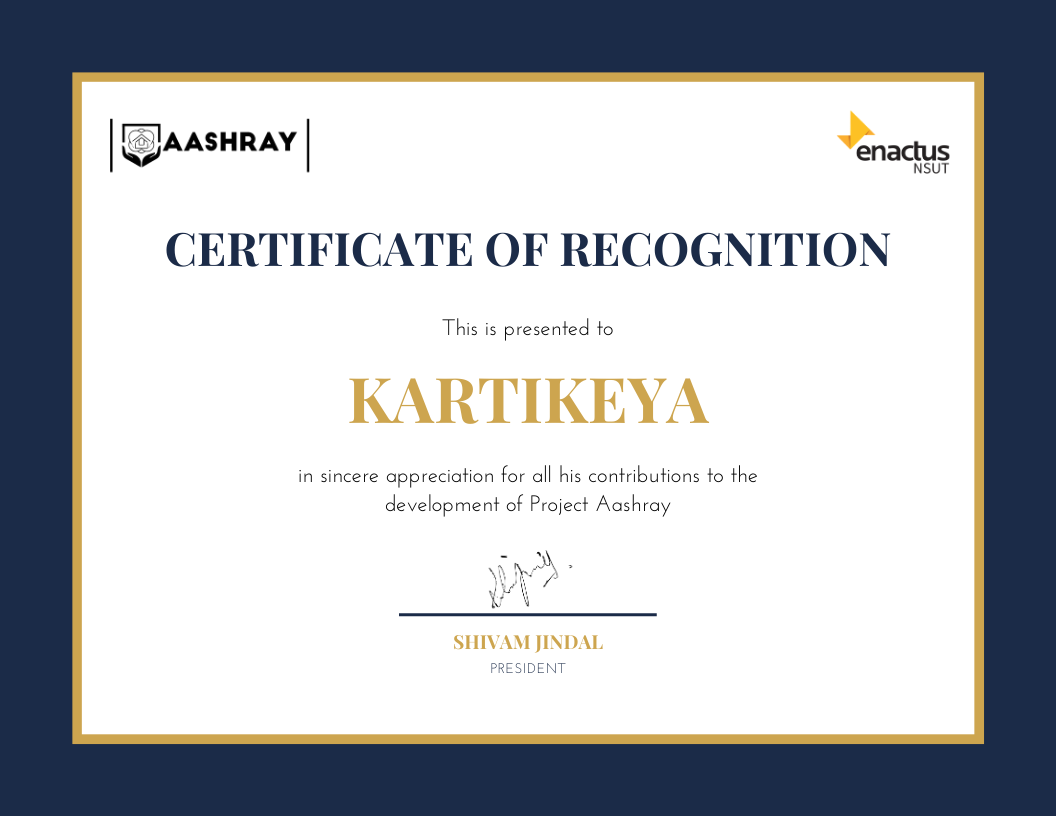 AASHRAY
enactus
NSUT
CERTIFICATE OF RECOGNITION
This is presented to
KARTIKEYA
in sincere appreciation for all his contributions to the
development of Project Aashray
SHIVAM JINDAL
PRESIDENT